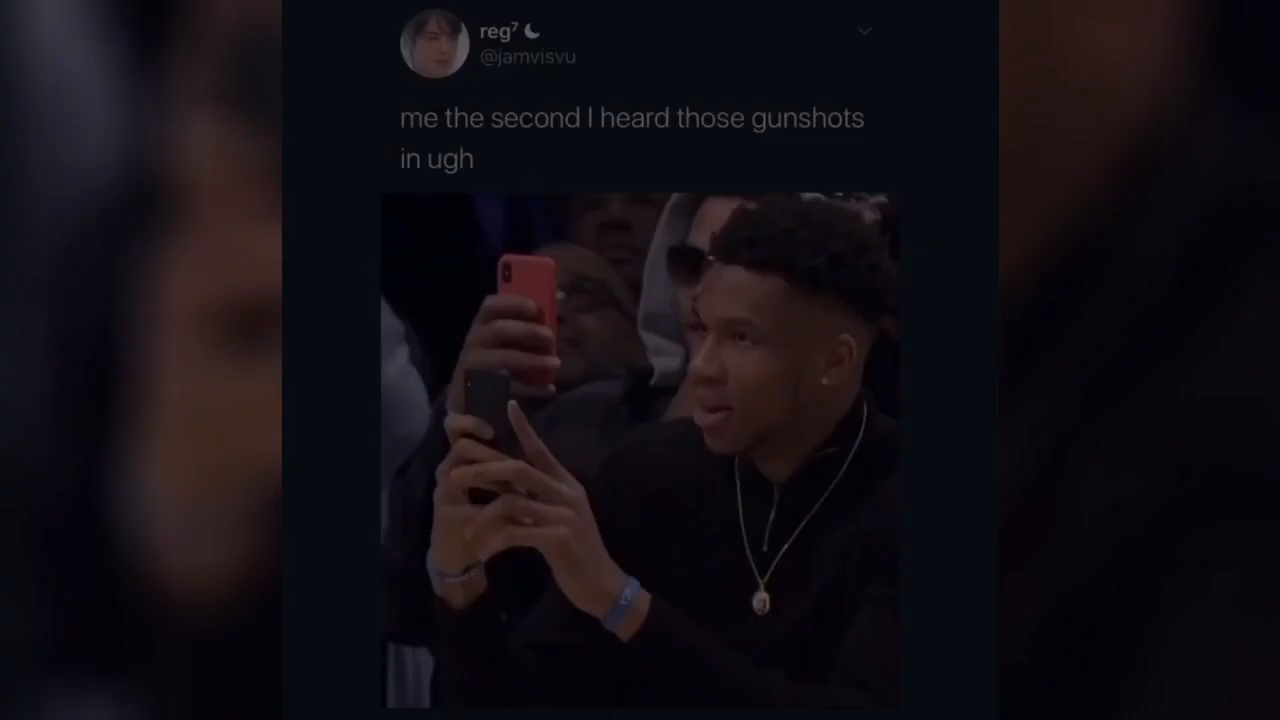 reg⁷
@jamvisvu
me the second I heard those gunshots
in ugh